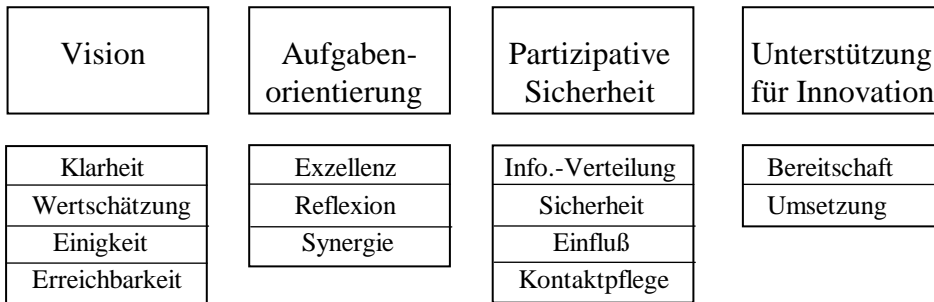 Vision
Aufgaben-
orientierung
Partizipative
Sicherheit
Unterstützung
für Innovation
Klarheit
Wertschätzung
Einigkeit
Erreichbarkeit
Exzellenz
Reflexion
Synergie
Info.-Verteilung
Sicherheit
Einfluß
Kontaktpflege
Bereitschaft
Umsetzung